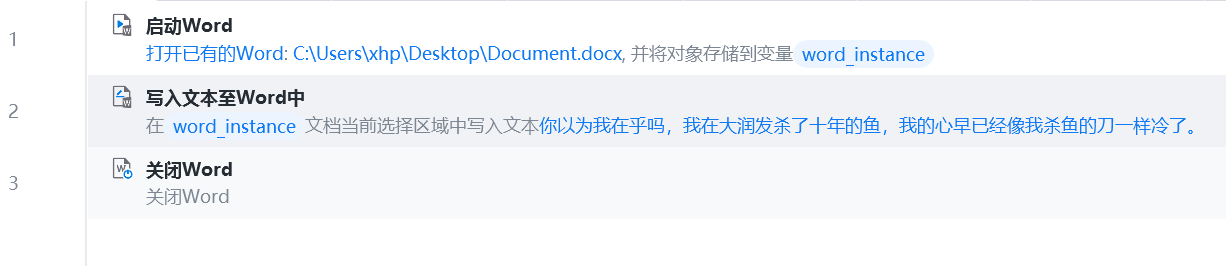 1
启动Word
打开已有的Word: C:\Users\xhp\Desktop\Document.docx, 并将对象存储到变量 word_instance
2
写入文本至Word中
在 word_instance 文档当前选择区域中写入文本你以为我在乎吗，我在大润发杀了十年的鱼，我的心早已经像我杀鱼的刀一样冷了。
3
关闭Word
关闭Word